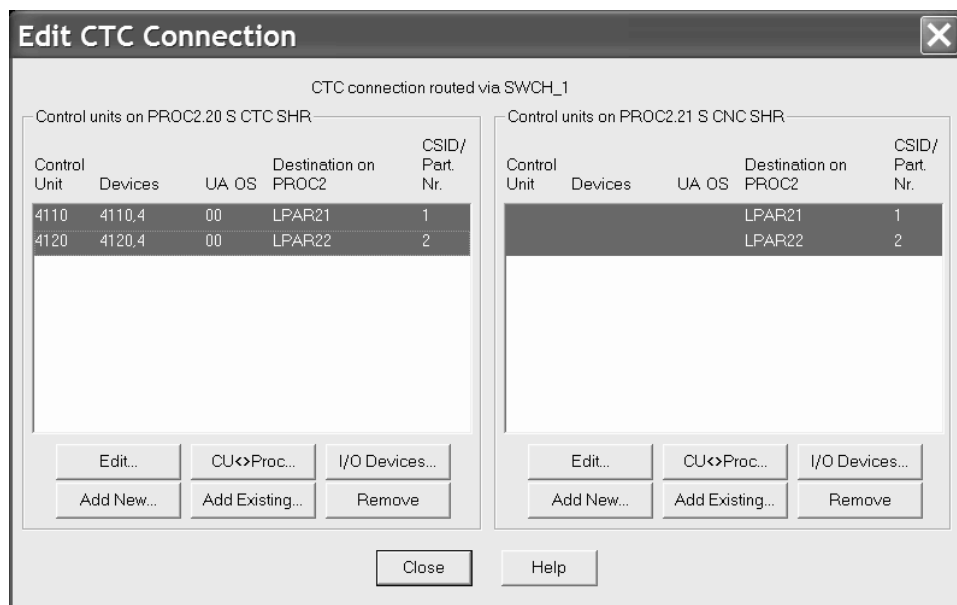 Edit CTC Connection
CTC connection routed via SWCH_1
Control units on PROC2.20 S CTC SHR
Control Unit Devices UA OS Destination on PROC2 CSID/ Part. Nr.
4110 4110,4 00 LPAR21 1
4120 4120,4 00 LPAR22 2
Edit... CU<>Proc... I/O Devices...
Add New... Add Existing... Remove
Control units on PROC2.21 S CNC SHR
Control Unit Devices UA OS Destination on PROC2 CSID/ Part. Nr.
LPAR21 1
LPAR22 2
Edit... CU<>Proc... I/O Devices...
Add New... Add Existing... Remove
Close Help